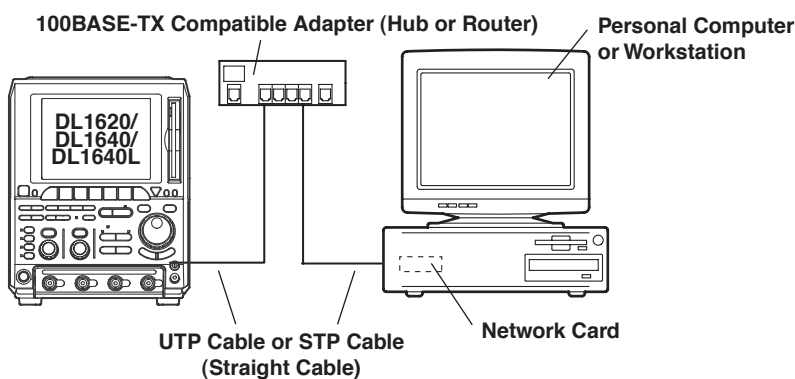 100BASE-TX Compatible Adapter (Hub or Router)
Personal Computer
or Workstation
DL1620/
DL1640/
DL1640L
UTP Cable or STP Cable
(Straight Cable)
Network Card